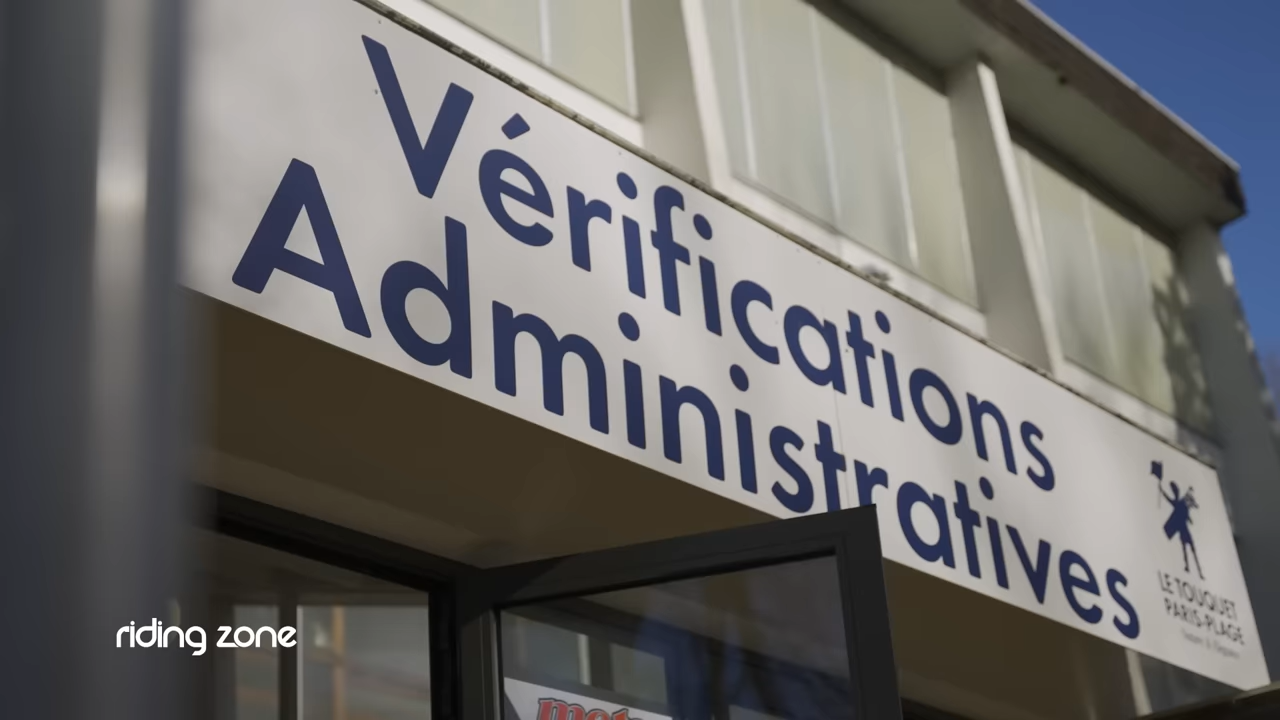 Vérifications
Administratives
LE TOUQUET
PARIS-PLAGE
riding zone